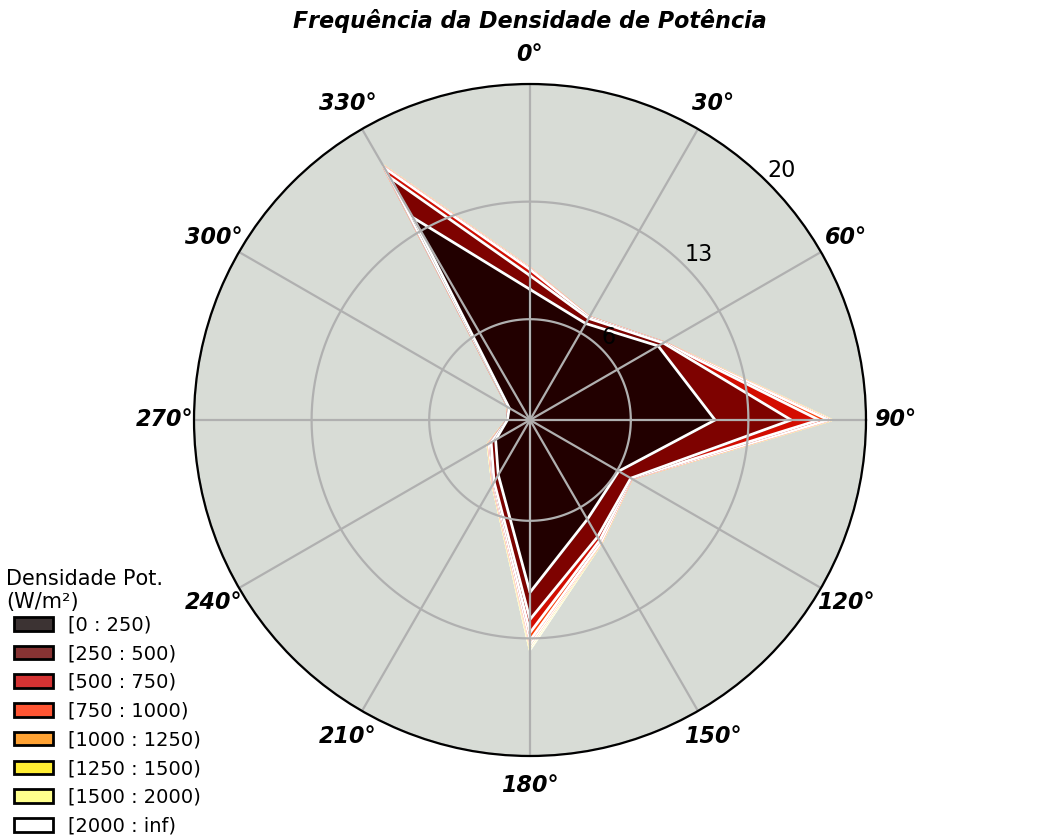 Frequência da Densidade de Potência
0°
330°
30°
20
300°
60°
13
6
270°
90°
Densidade Pot.
(W/m²)
240°
120°
[0 : 250)
[250 : 500)
[500 : 750)
[750 : 1000)
210°
150°
[1000 : 1250)
[1250 : 1500)
180°
[1500 : 2000)
[2000 : inf)